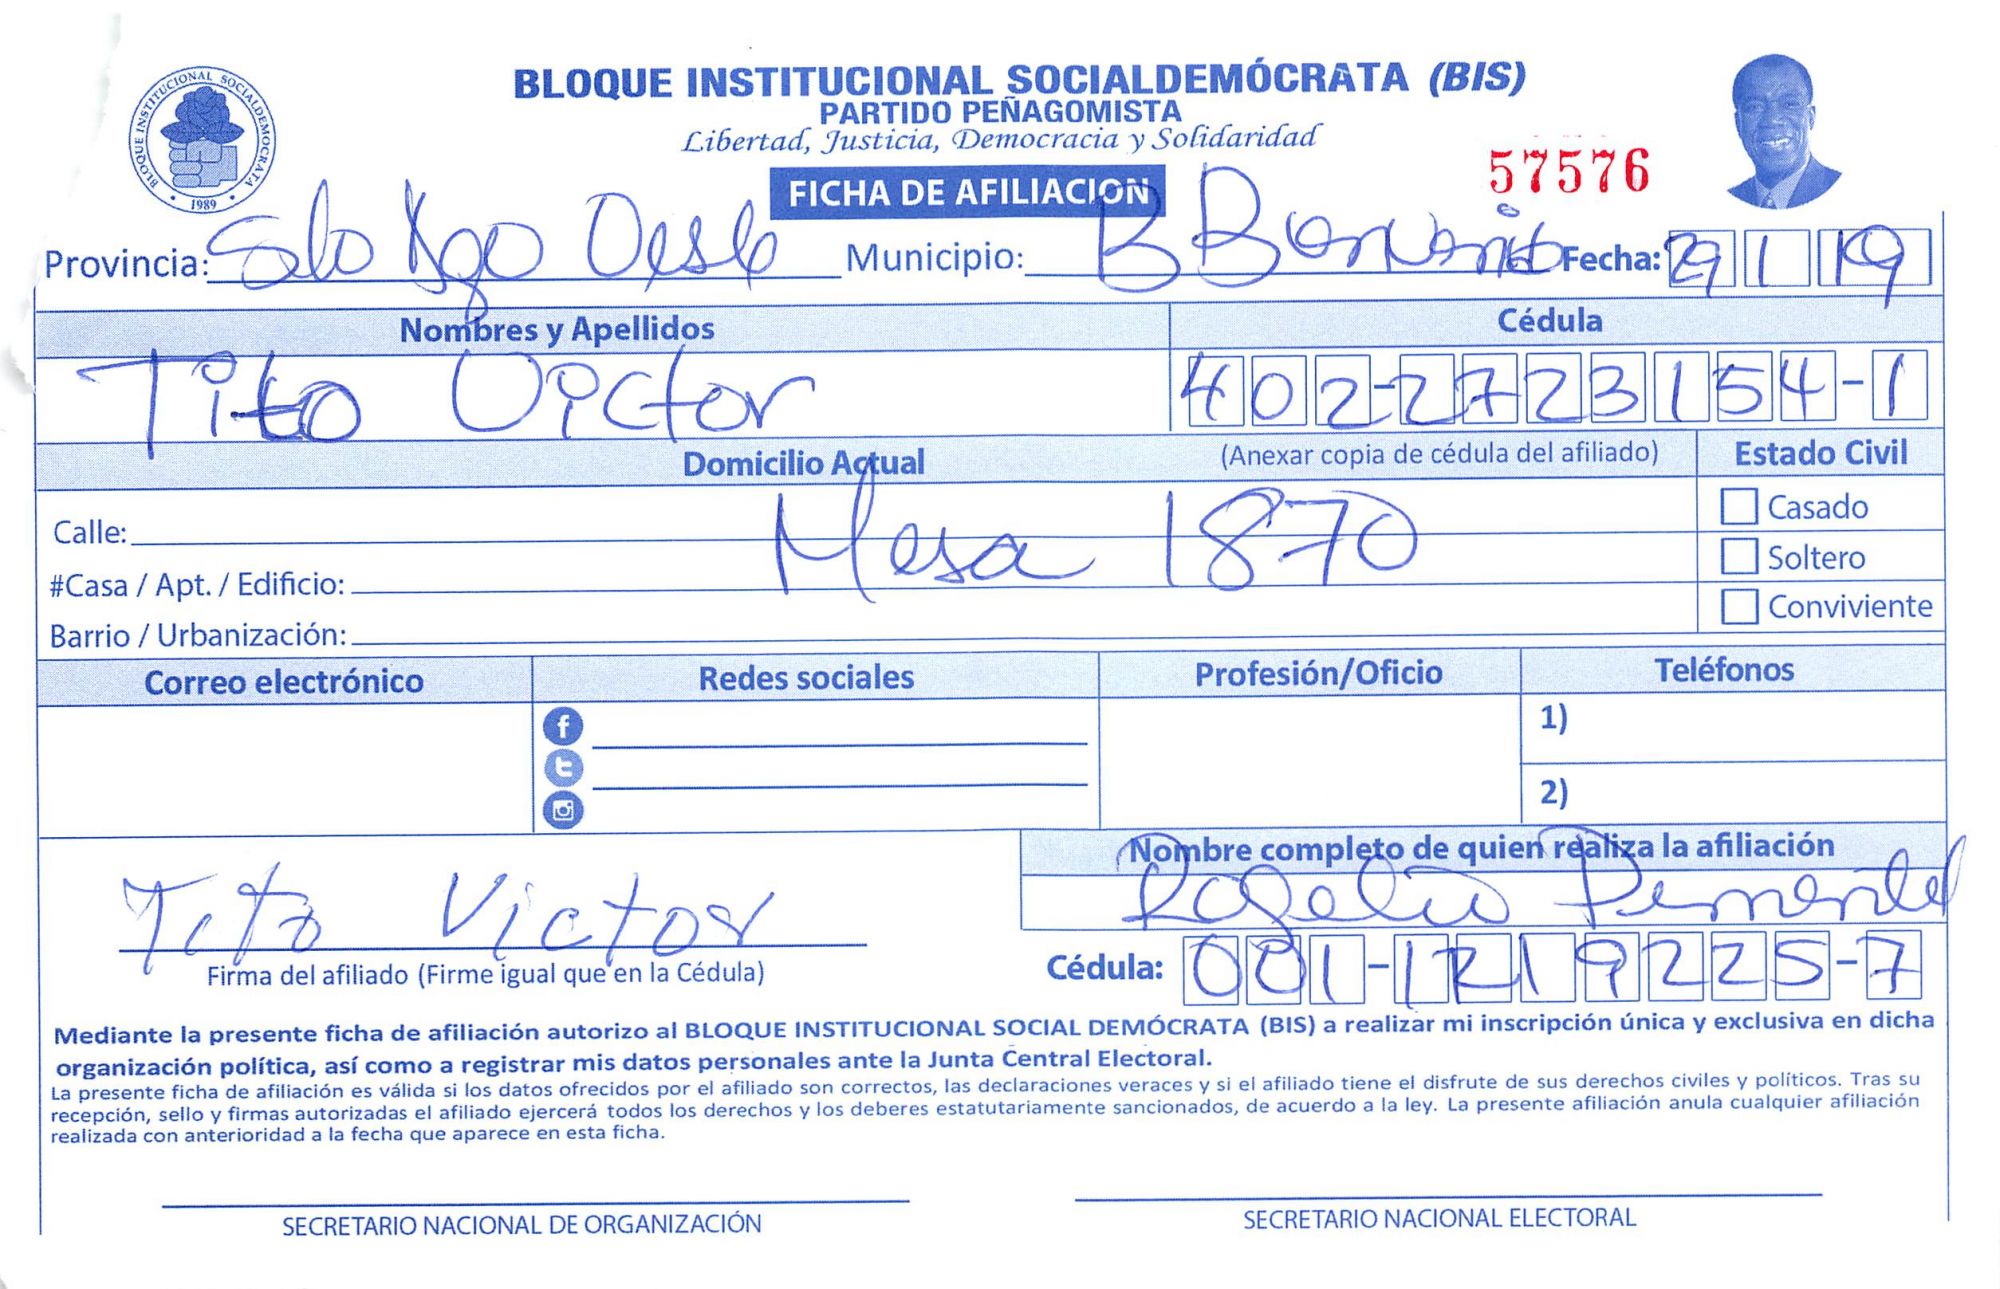 BLOQUE INSTITUCIONAL SOCIALDEMOCRATA
1989
BLOQUE INSTITUCIONAL SOCIALDEMÓCRATA (BIS)
PARTIDO PEÑAGOMISTA
Libertad, Justicia, Democracia y Solidaridad
57576
FICHA DE AFILIACION
Provincia: Sto Dgo Oeste Municipio: Fecha: 29 1 19
Nombres y Apellidos Cédula
Tito Victor 402-2723154-1
Domicilio Actual (Anexar copia de cédula del afiliado) Estado Civil
Casado
Calle: Mesa 1870
Soltero
#Casa / Apt. / Edificio:
Conviviente
Barrio / Urbanización:
Correo electrónico Redes sociales Profesión/Oficio Teléfonos
1)
2)
Nombre completo de quien realiza la afiliación
Rogelio Pimentel
Tito Victor
Firma del afiliado (Firme igual que en la Cédula)
Cédula: 001-1219225-7
Mediante la presente ficha de afiliación autorizo al BLOQUE INSTITUCIONAL SOCIAL DEMÓCRATA (BIS) a realizar mi inscripción única y exclusiva en dicha
organización política, así como a registrar mis datos personales ante la Junta Central Electoral.
La presente ficha de afiliación es válida si los datos ofrecidos por el afiliado son correctos, las declaraciones veraces y si el afiliado tiene el disfrute de sus derechos civiles y políticos. Tras su
recepción, sello y firmas autorizadas el afiliado ejercerá todos los derechos y los deberes estatutariamente sancionados, de acuerdo a la ley. La presente afiliación anula cualquier afiliación
realizada con anterioridad a la fecha que aparece en esta ficha.
SECRETARIO NACIONAL DE ORGANIZACIÓN SECRETARIO NACIONAL ELECTORAL